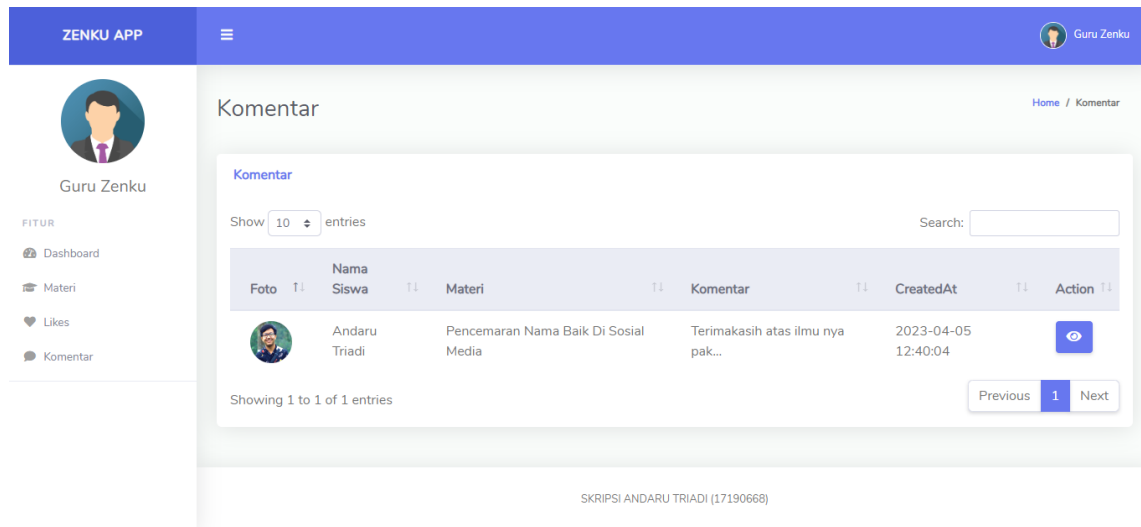 ZENKU APP
Guru Zenku
Guru Zenku
FITUR
Dashboard
Materi
Likes
Komentar
Komentar
Home / Komentar
Komentar
Show 10 entries
Search:
Foto Nama Siswa Materi Komentar CreatedAt Action
Andaru Pencemaran Nama Baik Di Sosial Terimakasih atas ilmu nya 2023-04-05
Triadi Media pak... 12:40:04
Showing 1 to 1 of 1 entries
Previous 1 Next
SKRIPSI ANDARU TRIADI (17190668)